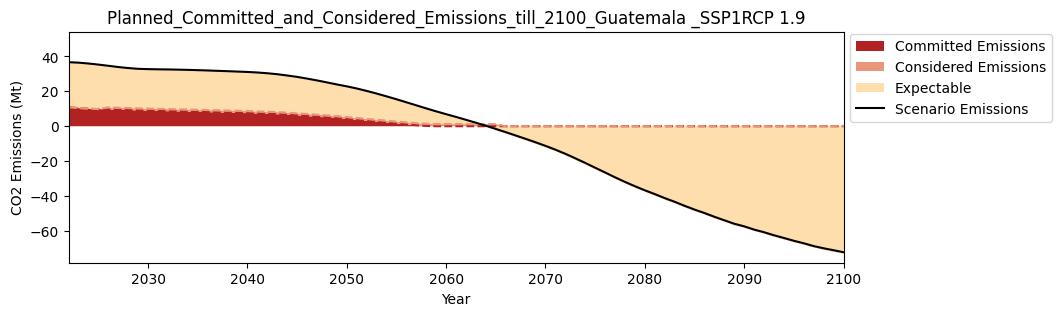 Planned_Committed_and_Considered_Emissions_till_2100_Guatemala _SSP1RCP 1.9
CO2 Emissions (Mt)
40
20
0
−20
−40
−60
2030 2040 2050 2060 2070 2080 2090 2100
Year
Committed Emissions
Considered Emissions
Expectable
Scenario Emissions